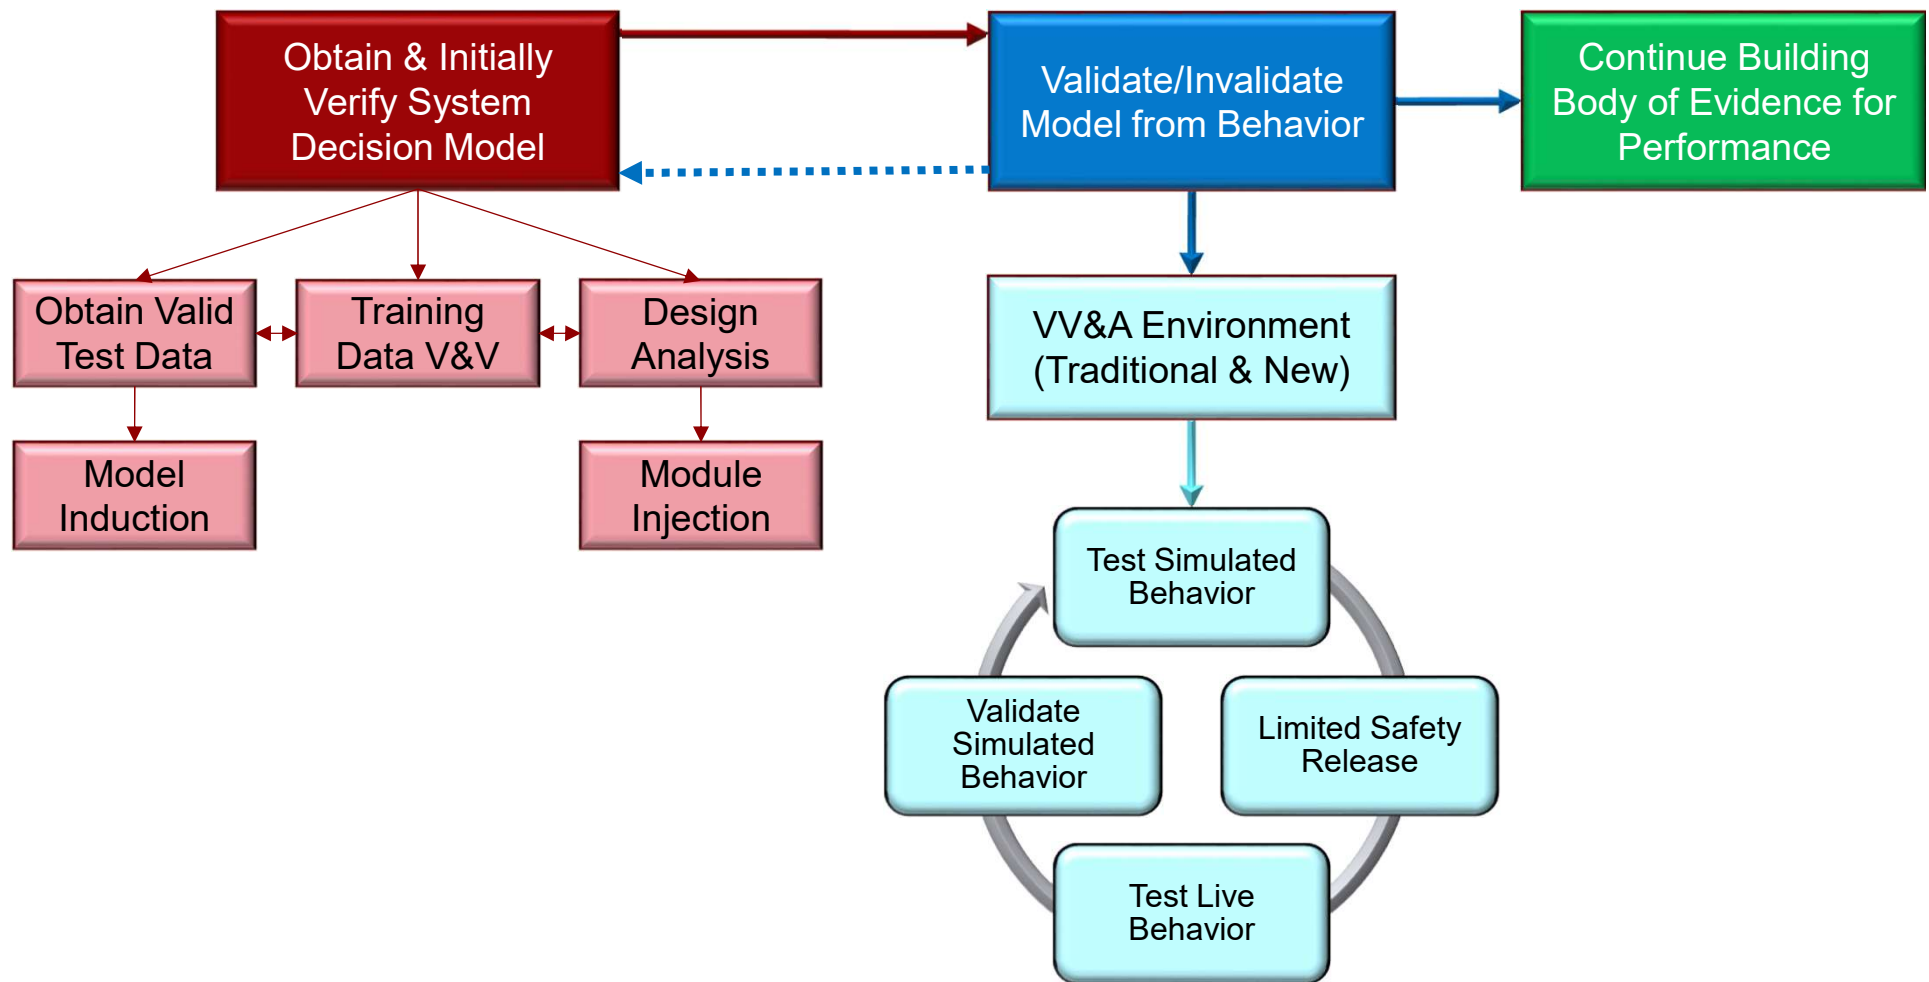 Obtain & Initially
Verify System
Decision Model
Validate/Invalidate
Model from Behavior
Continue Building
Body of Evidence for
Performance
Obtain Valid
Test Data
Training
Data V&V
Design
Analysis
Model
Induction
Module
Injection
VV&A Environment
(Traditional & New)
Test Simulated
Behavior
Limited Safety
Release
Test Live
Behavior
Validate
Simulated
Behavior